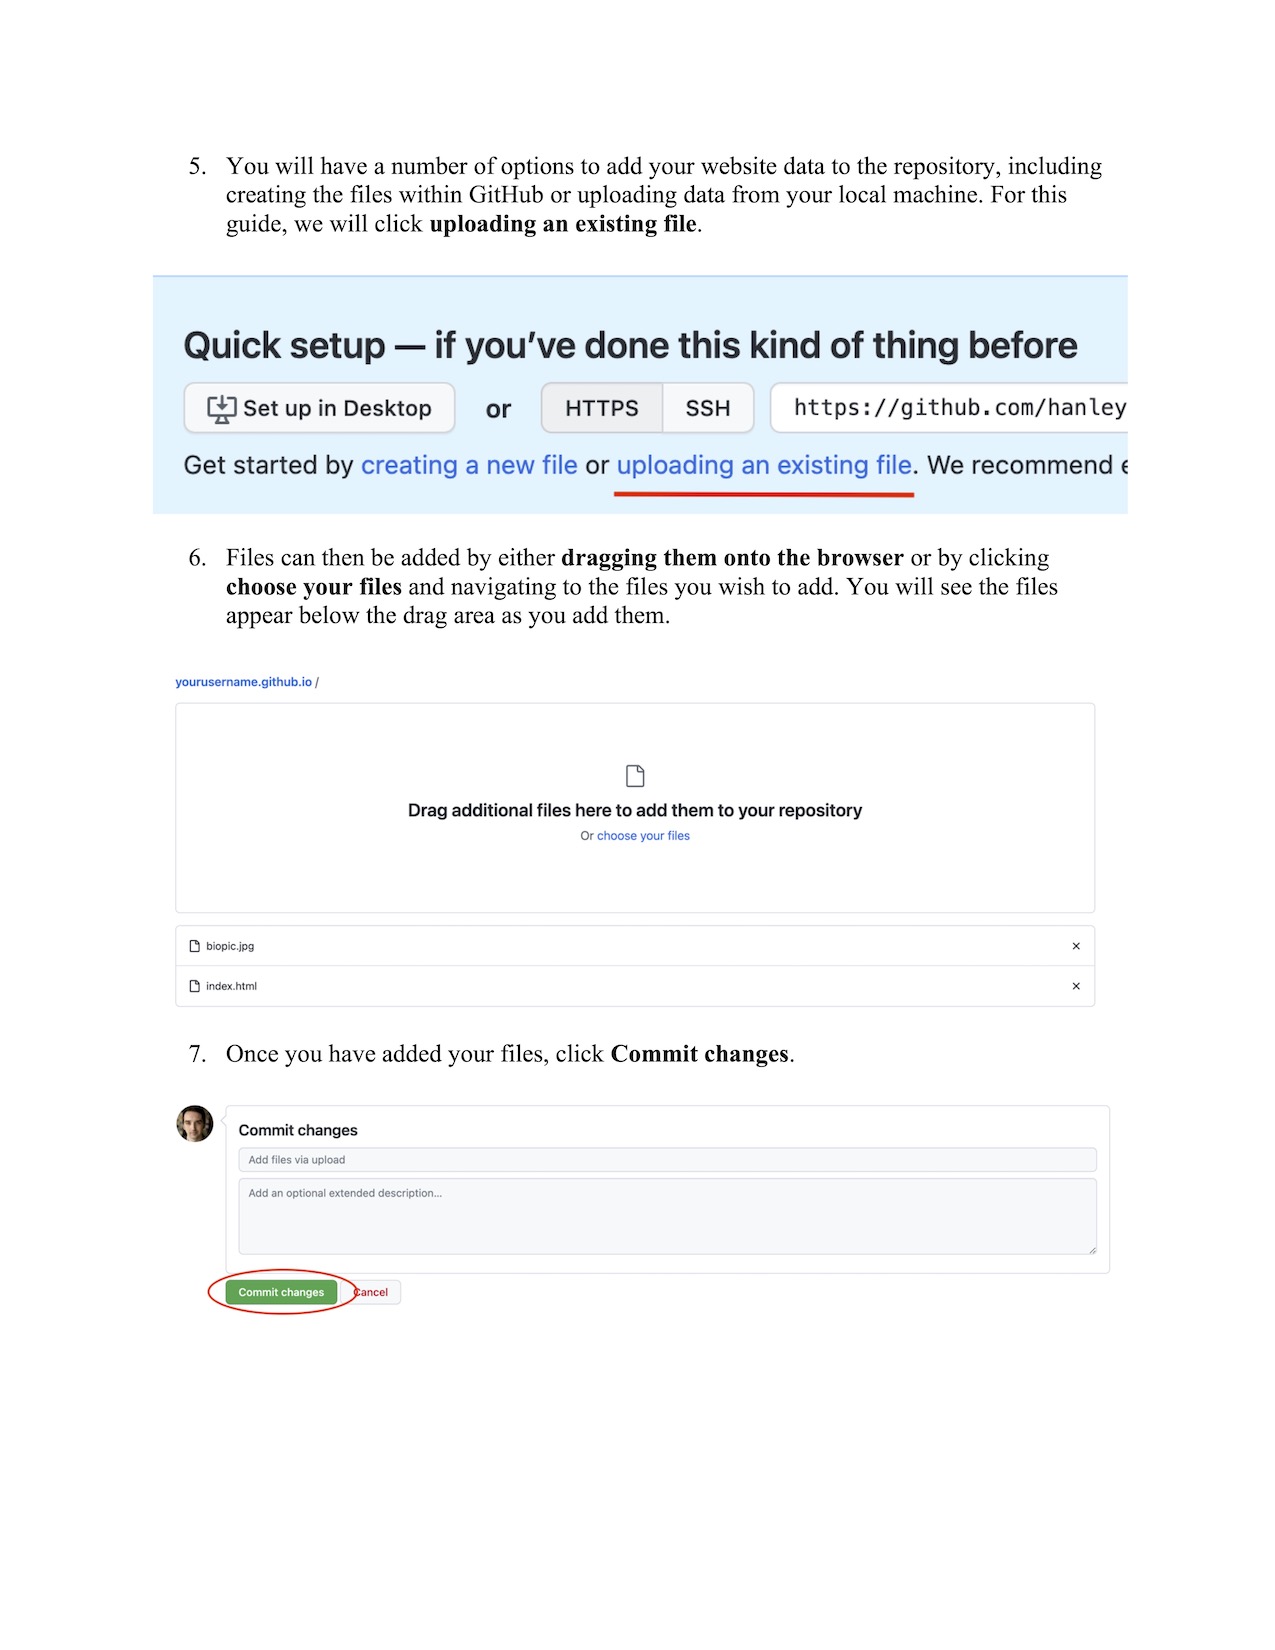 5. You will have a number of options to add your website data to the repository, including
creating the files within GitHub or uploading data from your local machine. For this
guide, we will click uploading an existing file.
Quick setup — if you’ve done this kind of thing before
Set up in Desktop or HTTPS SSH https://github.com/hanley
Get started by creating a new file or uploading an existing file. We recommend
6. Files can then be added by either dragging them onto the browser or by clicking
choose your files and navigating to the files you wish to add. You will see the files
appear below the drag area as you add them.
yourusername.github.io /
Drag additional files here to add them to your repository
Or choose your files
biopic.jpg
index.html
7. Once you have added your files, click Commit changes.
Commit changes
Add files via upload
Add an optional extended description...
Commit changes Cancel